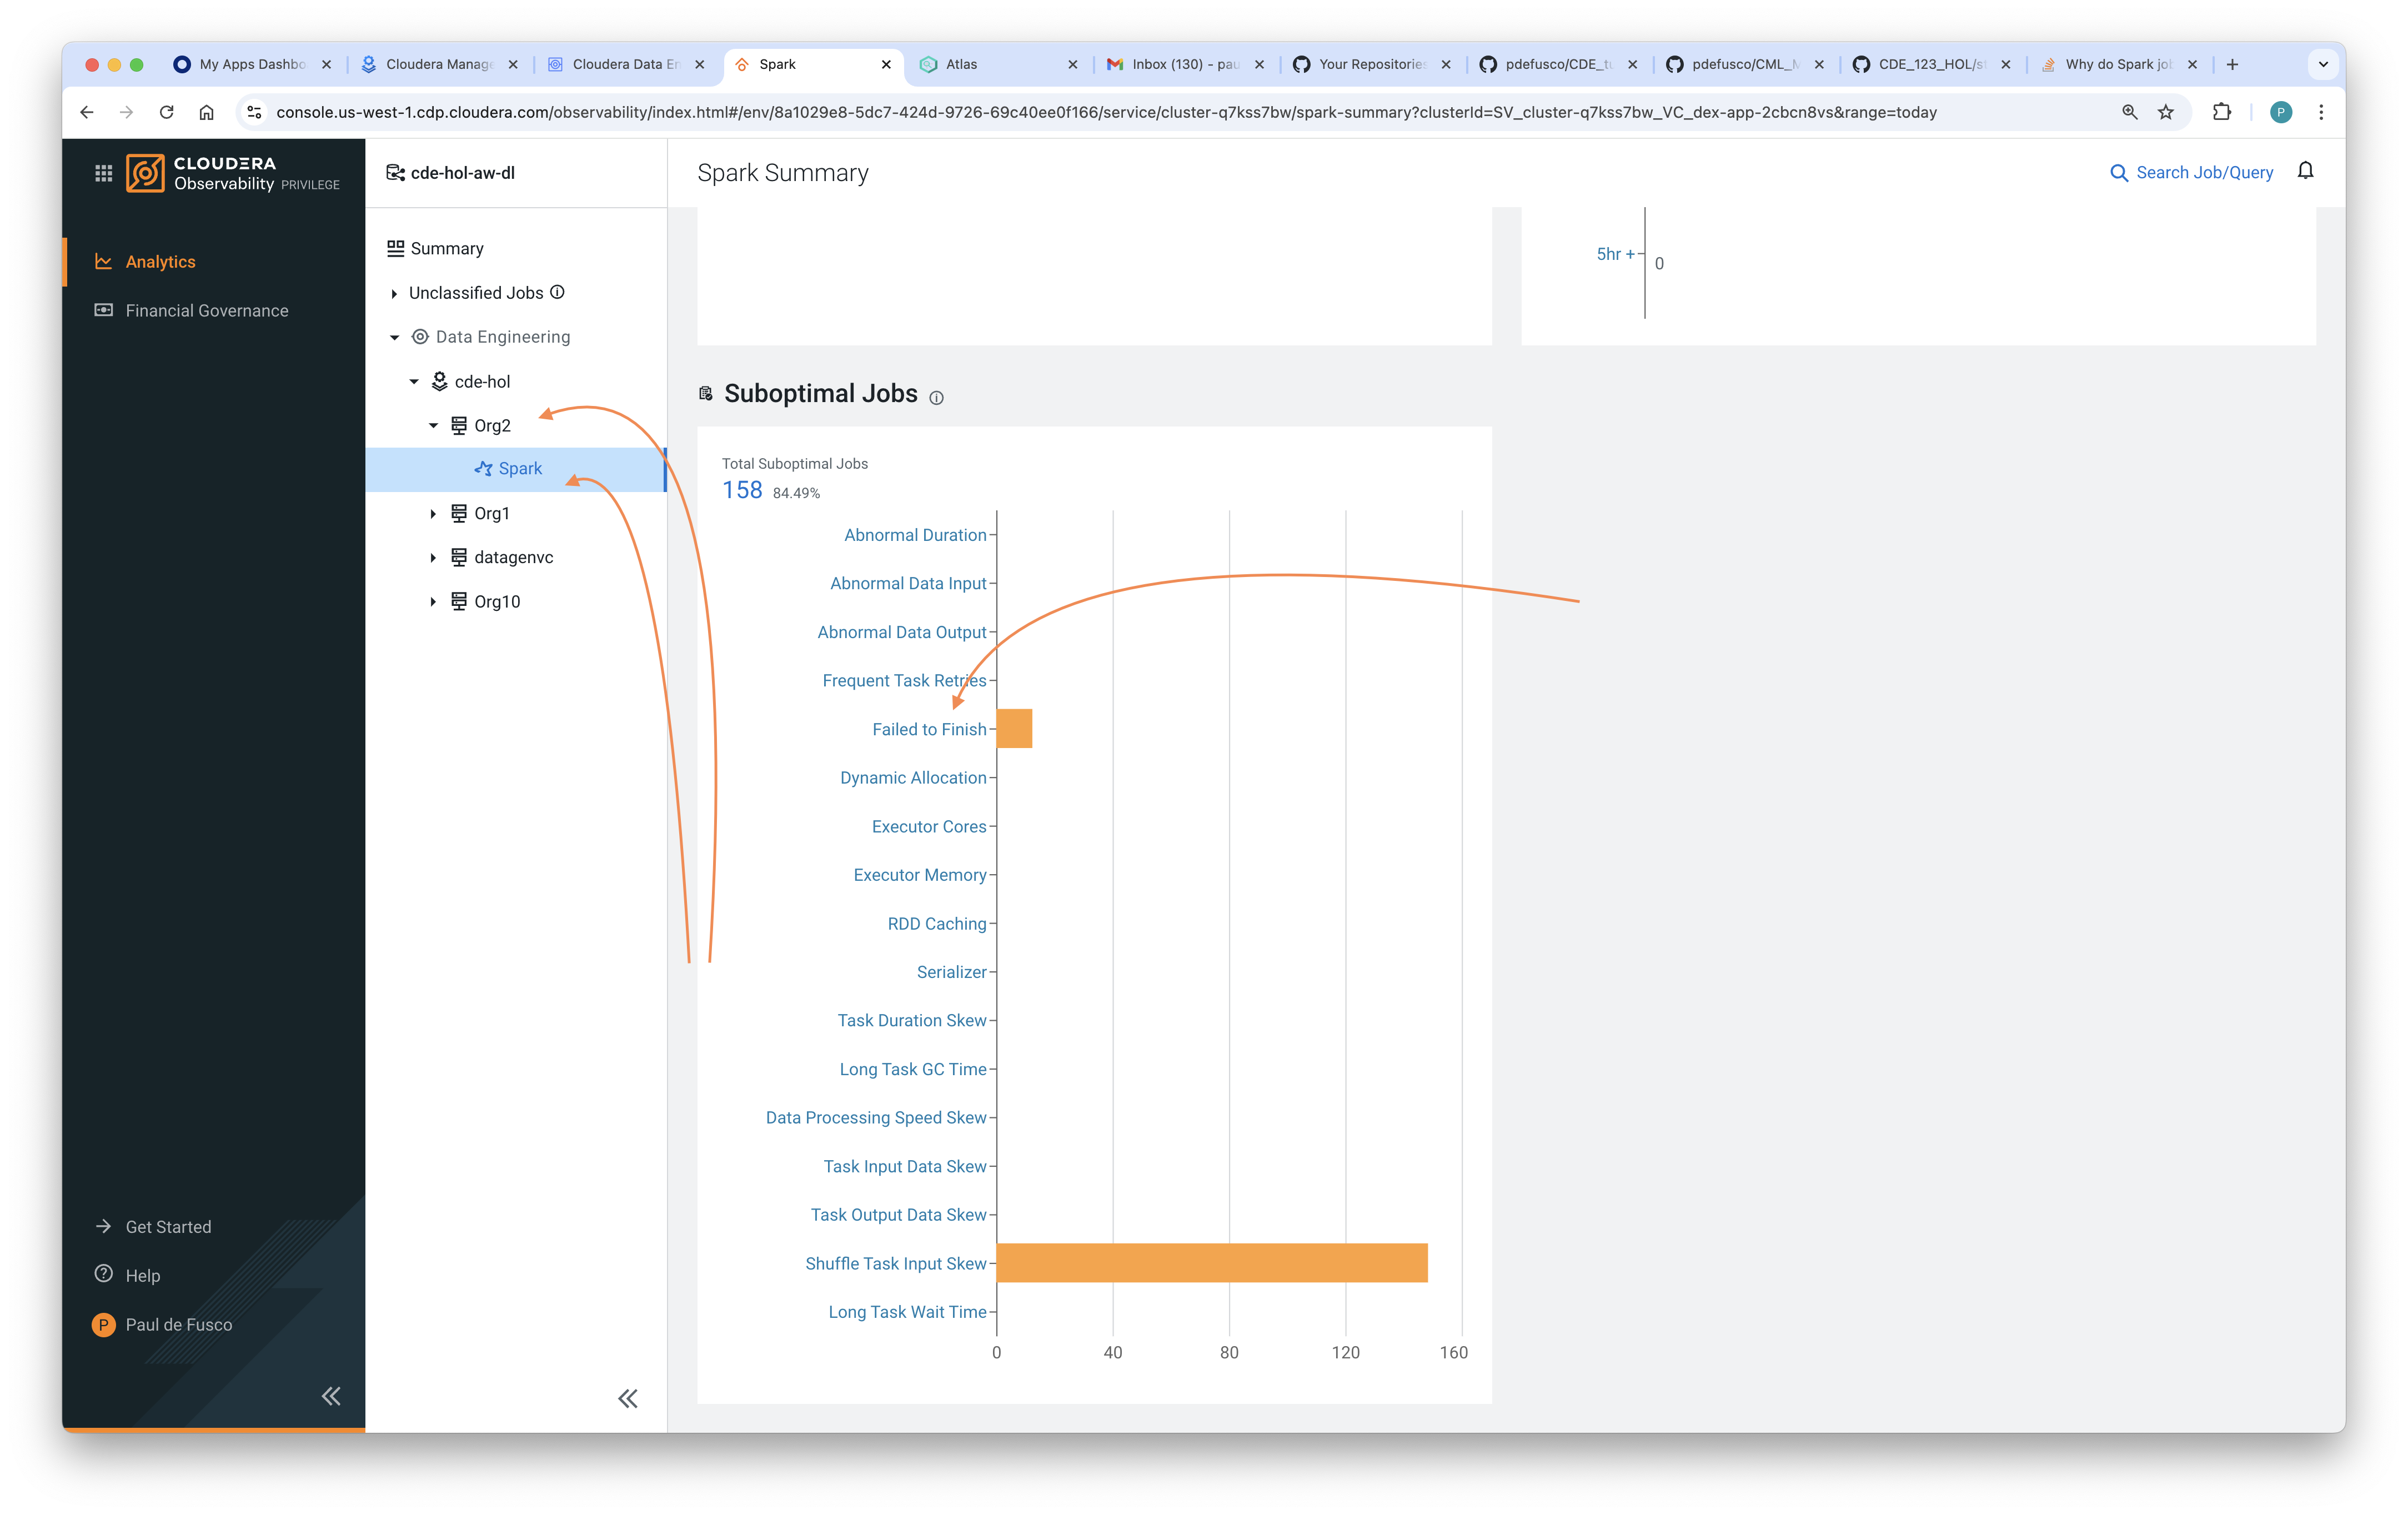 My Apps Dashbo
Cloudera Manage
Cloudera Data En
Spark
Atlas
Inbox (130) - pau
Your Repositories
pdefusco/CDE_tu
pdefusco/CML_M
CDE_123_HOL/st
Why do Spark job
console.us-west-1.cdp.cloudera.com/observability/index.html#/env/8a1029e8-5dc7-424d-9726-69c40ee0f166/service/cluster-q7kss7bw/spark-summary?clusterId=SV_cluster-q7kss7bw_VC_dex-app-2cbcn8vs&range=today
P
CLOUDERA
Observability PRIVILEGE
Analytics
Financial Governance
Get Started
Help
P Paul de Fusco
cde-hol-aw-dl
Summary
Unclassified Jobs
Data Engineering
cde-hol
Org2
Spark
Org1
datagenvc
Org10
Spark Summary
Search Job/Query
5hr +
0
Suboptimal Jobs
Total Suboptimal Jobs
158 84.49%
Abnormal Duration
Abnormal Data Input
Abnormal Data Output
Frequent Task Retries
Failed to Finish
Dynamic Allocation
Executor Cores
Executor Memory
RDD Caching
Serializer
Task Duration Skew
Long Task GC Time
Data Processing Speed Skew
Task Input Data Skew
Task Output Data Skew
Shuffle Task Input Skew
Long Task Wait Time
0 40 80 120 160